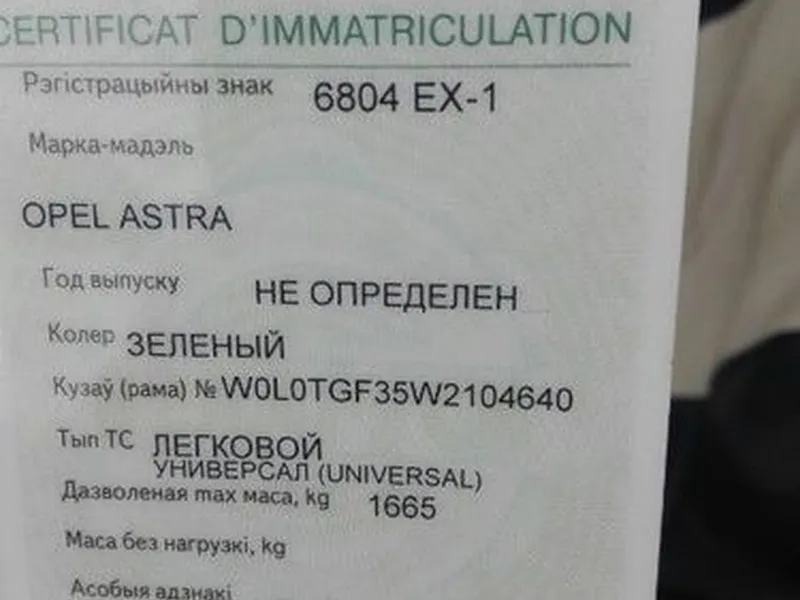 CERTIFICAT D'IMMATRICULATION
Рэгістрацыйны знак 6804 EX-1
Марка-мадэль
OPEL ASTRA
Год выпуску НЕ ОПРЕДЕЛЕН
Колер ЗЕЛЕНЫЙ
Кузаў (рама) № W0L0TGF35W2104640
Тып ТС ЛЕГКОВОЙ
УНИВЕРСАЛ (UNIVERSAL)
Дазволеная max маса, kg 1665
Маса без нагрузкі, kg
Асобыя адзнакі